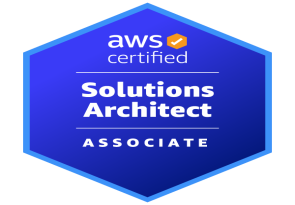 aws
certified
Solutions
Architect
ASSOCIATE